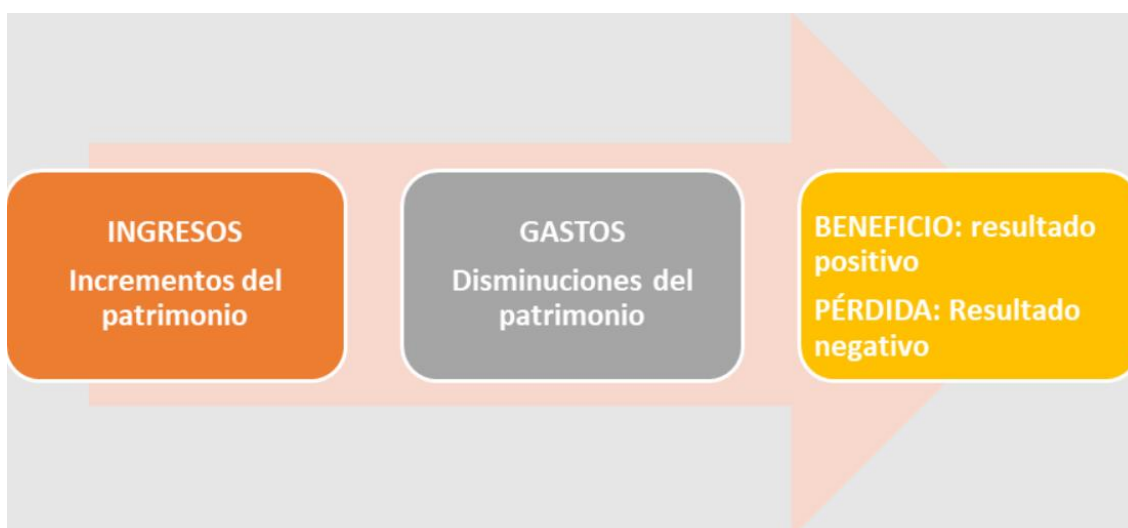 INGRESOS
Incrementos del
patrimonio
GASTOS
Disminuciones del
patrimonio
BENEFICIO: resultado
positivo
PÉRDIDA: Resultado
negativo